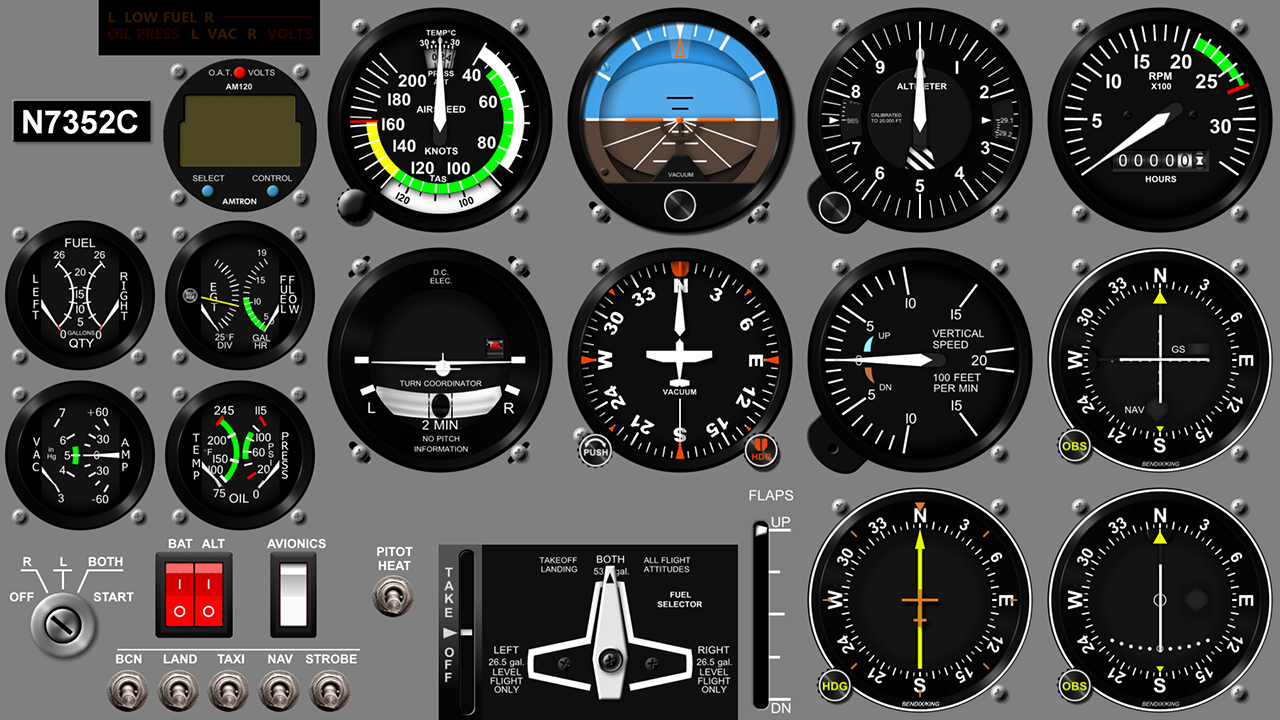 L LOW FUEL R
OIL PRESS L VAC R VOLTS
O.A.T. VOLTS
AM120
SELECT CONTROL
AMTRON
N7352C
TEMP°C
30 0 30
PRESS
ALT
200 40
180 AIRSPEED 60
160
140 KNOTS 80
120 100
TAS
120 100
VACUUM
0
9 1
ALTIMETER
8 2
CALIBRATED
TO 20,000 FT
985 29.1
29.2
7 3
6 4
5
15 20
10 RPM 25
X100
5 30
0 0 0 0 0
HOURS
FUEL
26 26
20
LEFT RIGHT
15
10
5
0 GALLONS 0
QTY
19
15
EGT FUEL FLOW
10
5
0
25°F GAL
DIV HR
D.C.
ELEC.
TURN COORDINATOR
L R
2 MIN
NO PITCH
INFORMATION
N
33 3
30 6
W E
VACUUM
24 12
21 15
S
PUSH HDG
10 15
5
UP VERTICAL
SPEED
0 20
DN 100 FEET
PER MIN
5
10 15
N
33 3
30 6
GS
W E
24 NAV 12
21 15
S
OBS
BENDIX/KING
7 +60
6 30
VAC in Hg 5 0 AMP
4 30
3 -60
245 115
200 100
TEMP °F PSI PRESS
150 60
100 20
75 OIL 0
R L BOTH
OFF START
BAT ALT
AVIONICS
PITOT
HEAT
BCN LAND TAXI NAV STROBE
TAKE OFF
TAKEOFF
LANDING
BOTH
ALL FLIGHT
ATTITUDES
FUEL
SELECTOR
LEFT
26.5 gal.
LEVEL
FLIGHT
ONLY
RIGHT
26.5 gal.
LEVEL
FLIGHT
ONLY
FLAPS
UP
DN
N
33 3
30 6
W E
24 12
21 15
S
HDG
BENDIX/KING
N
33 3
30 6
W E
24 12
21 15
S
OBS
BENDIX/KING